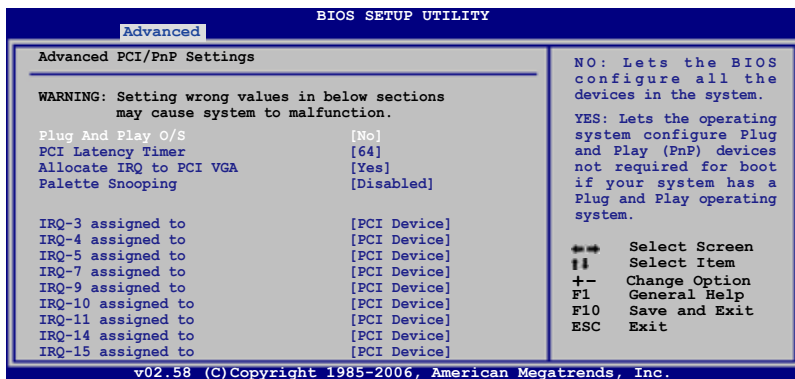 BIOS SETUP UTILITY
Advanced
Advanced PCI/PnP Settings
WARNING: Setting wrong values in below sections
may cause system to malfunction.
Plug And Play O/S [No]
PCI Latency Timer [64]
Allocate IRQ to PCI VGA [Yes]
Palette Snooping [Disabled]
IRQ-3 assigned to [PCI Device]
IRQ-4 assigned to [PCI Device]
IRQ-5 assigned to [PCI Device]
IRQ-7 assigned to [PCI Device]
IRQ-9 assigned to [PCI Device]
IRQ-10 assigned to [PCI Device]
IRQ-11 assigned to [PCI Device]
IRQ-14 assigned to [PCI Device]
IRQ-15 assigned to [PCI Device]
NO: Lets the BIOS
configure all the
devices in the system.
YES: Lets the operating
system configure Plug
and Play (PnP) devices
not required for boot
if your system has a
Plug and Play operating
system.
←→ Select Screen
↑↓ Select Item
+- Change Option
F1 General Help
F10 Save and Exit
ESC Exit
v02.58 (C)Copyright 1985-2006, American Megatrends, Inc.